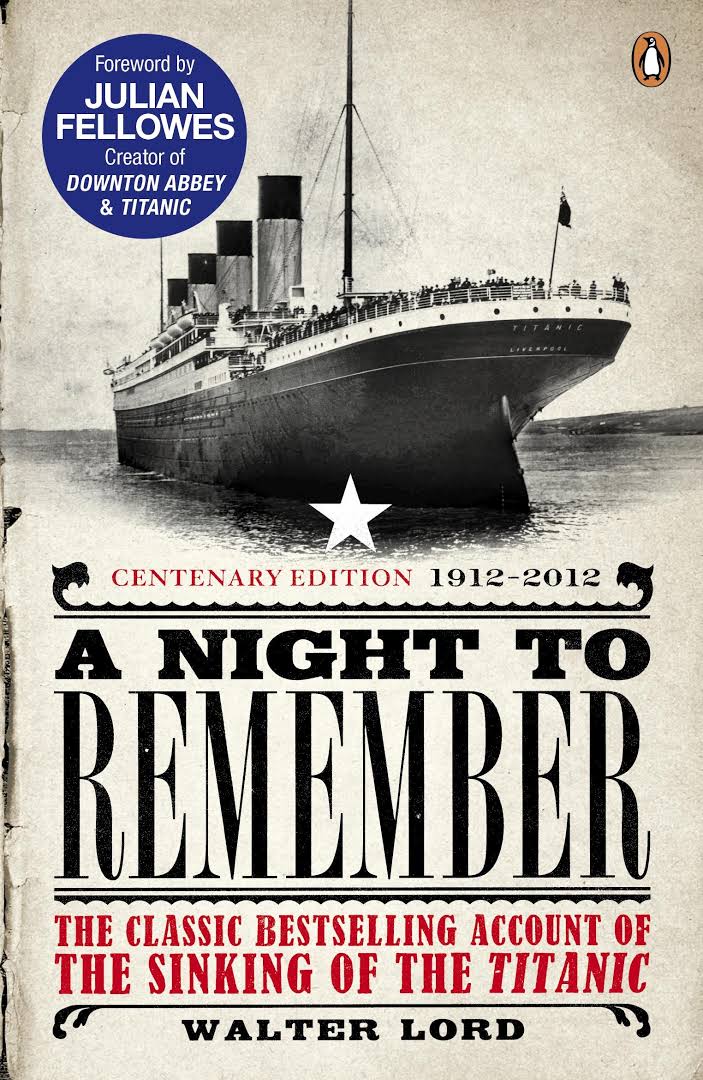 Foreword by
JULIAN
FELLOWES
Creator of
DOWNTON ABBEY
& TITANIC
TITANIC
LIVERPOOL
CENTENARY EDITION 1912-2012
A NIGHT TO
REMEMBER
THE CLASSIC BESTSELLING ACCOUNT OF
THE SINKING OF THE TITANIC
WALTER LORD